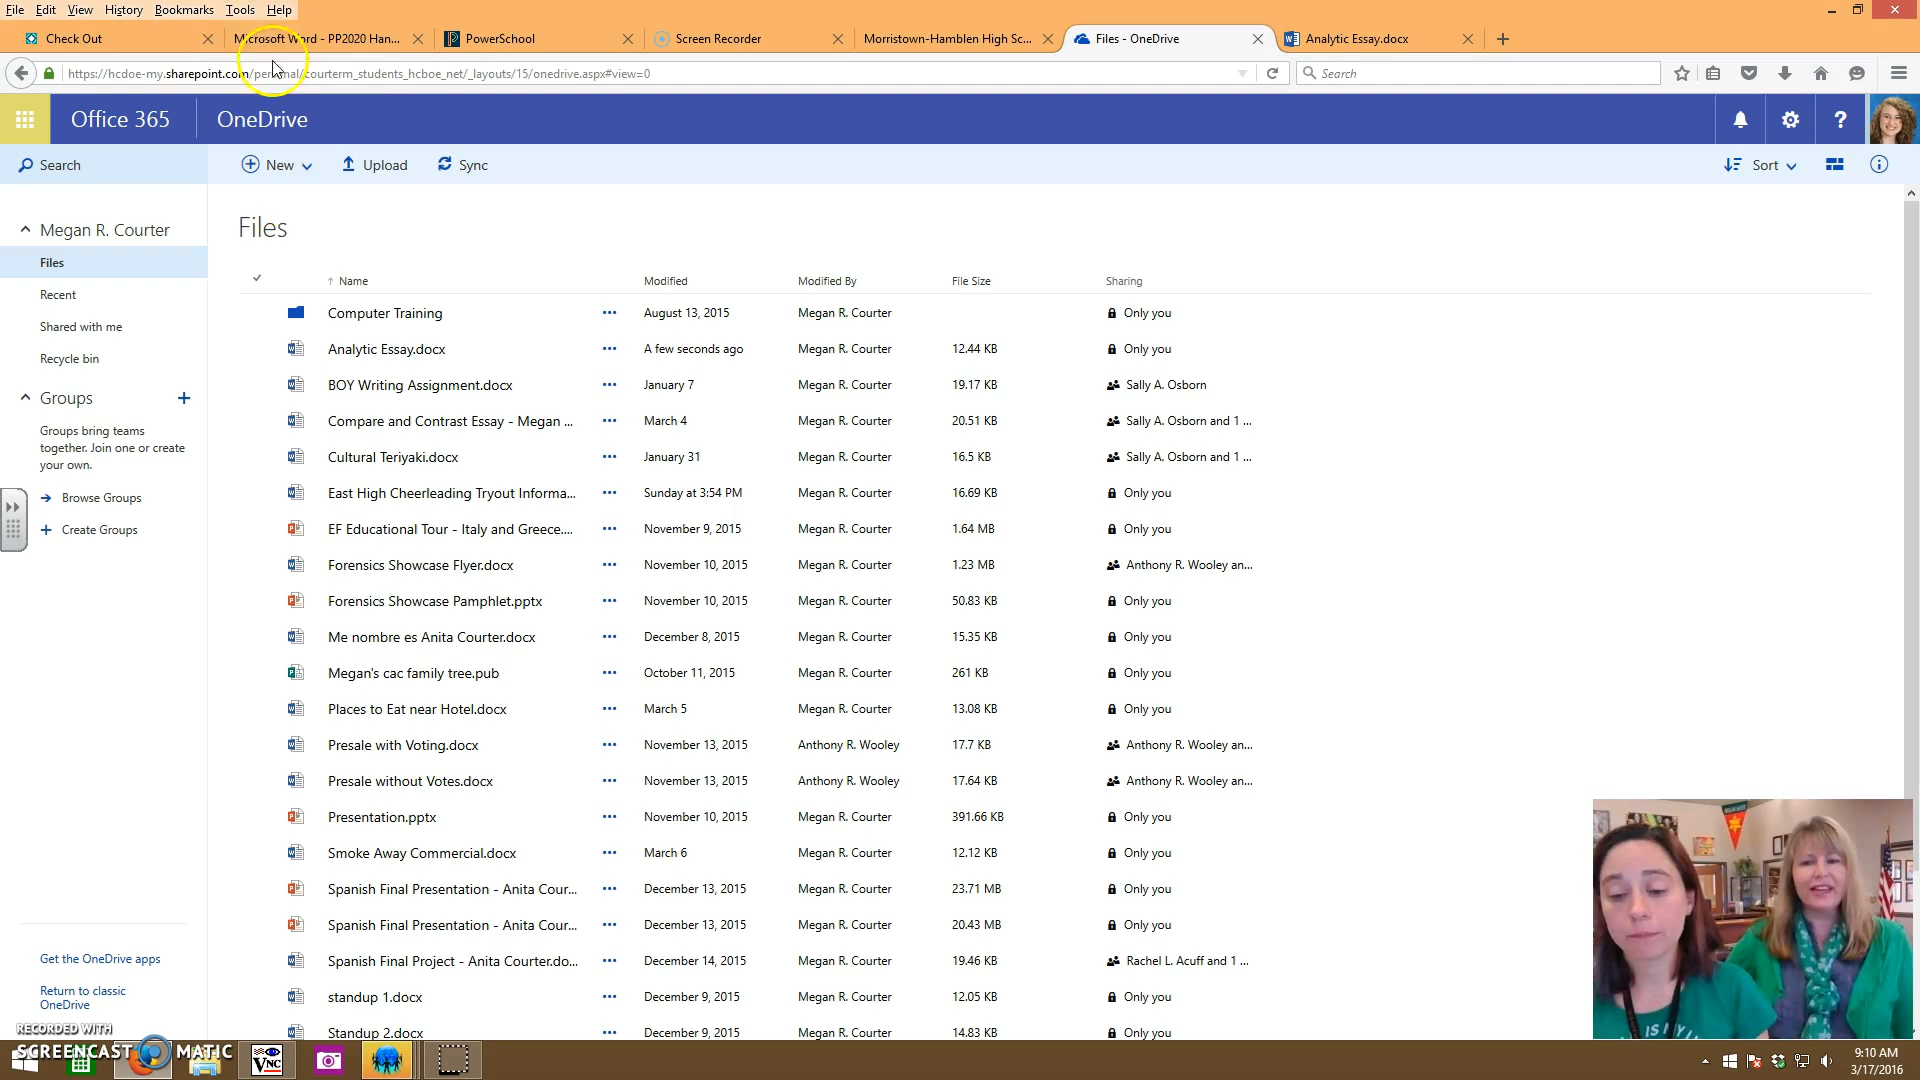 File Edit View History Bookmarks Tools Help
Check Out
Microsoft Word - PP2020 Han...
PowerSchool
Screen Recorder
Morristown-Hamblen High Sc...
Files - OneDrive
Analytic Essay.docx
https://hcdoe-my.sharepoint.com/personal/courterm_students_hcboe_net/_layouts/15/onedrive.aspx#view=0
Search
Office 365 OneDrive
Search
New Upload Sync
Sort
Megan R. Courter
Files
Recent
Shared with me
Recycle bin
Groups
Groups bring teams
together. Join one or create
your own.
Browse Groups
Create Groups
Get the OneDrive apps
Return to classic
OneDrive
Files
Name Modified Modified By File Size Sharing
Computer Training ••• August 13, 2015 Megan R. Courter Only you
Analytic Essay.docx ••• A few seconds ago Megan R. Courter 12.44 KB Only you
BOY Writing Assignment.docx ••• January 7 Megan R. Courter 19.17 KB Sally A. Osborn
Compare and Contrast Essay - Megan ... ••• March 4 Megan R. Courter 20.51 KB Sally A. Osborn and 1 ...
Cultural Teriyaki.docx ••• January 31 Megan R. Courter 16.5 KB Sally A. Osborn and 1 ...
East High Cheerleading Tryout Informa... ••• Sunday at 3:54 PM Megan R. Courter 16.69 KB Only you
EF Educational Tour - Italy and Greece.... ••• November 9, 2015 Megan R. Courter 1.64 MB Only you
Forensics Showcase Flyer.docx ••• November 10, 2015 Megan R. Courter 1.23 MB Anthony R. Wooley an...
Forensics Showcase Pamphlet.pptx ••• November 10, 2015 Megan R. Courter 50.83 KB Only you
Me nombre es Anita Courter.docx ••• December 8, 2015 Megan R. Courter 15.35 KB Only you
Megan's cac family tree.pub ••• October 11, 2015 Megan R. Courter 261 KB Only you
Places to Eat near Hotel.docx ••• March 5 Megan R. Courter 13.08 KB Only you
Presale with Voting.docx ••• November 13, 2015 Anthony R. Wooley 17.7 KB Anthony R. Wooley an...
Presale without Votes.docx ••• November 13, 2015 Anthony R. Wooley 17.64 KB Anthony R. Wooley an...
Presentation.pptx ••• November 10, 2015 Megan R. Courter 391.66 KB Only you
Smoke Away Commercial.docx ••• March 6 Megan R. Courter 12.12 KB Only you
Spanish Final Presentation - Anita Cour... ••• December 13, 2015 Megan R. Courter 23.71 MB Only you
Spanish Final Presentation - Anita Cour... ••• December 13, 2015 Megan R. Courter 20.43 MB Only you
Spanish Final Project - Anita Courter.do... ••• December 14, 2015 Megan R. Courter 19.46 KB Rachel L. Acuff and 1 ...
standup 1.docx ••• December 9, 2015 Megan R. Courter 12.05 KB Only you
Standup 2.docx ••• December 9, 2015 Megan R. Courter 14.83 KB Only you
RECORDED WITH
SCREENCAST MATIC
VNC
9:10 AM
3/17/2016